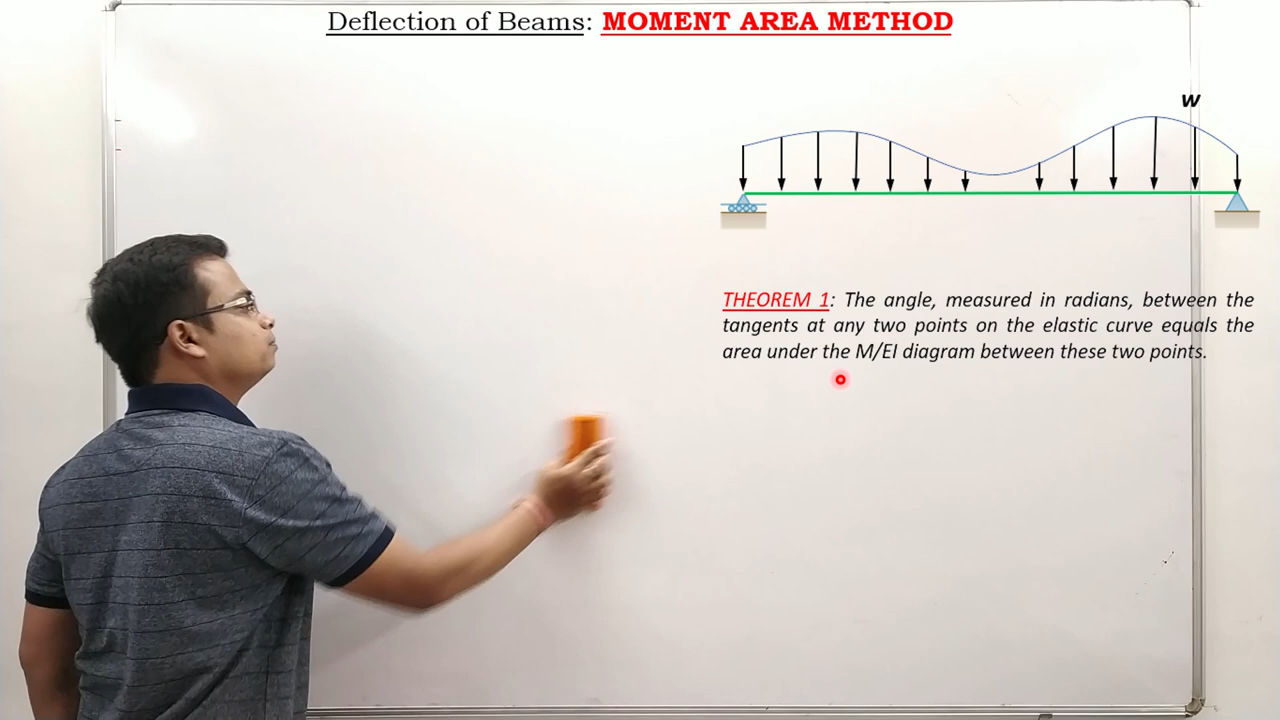 Deflection of Beams: MOMENT AREA METHOD
w
THEOREM 1: The angle, measured in radians, between the
tangents at any two points on the elastic curve equals the
area under the M/EI diagram between these two points.